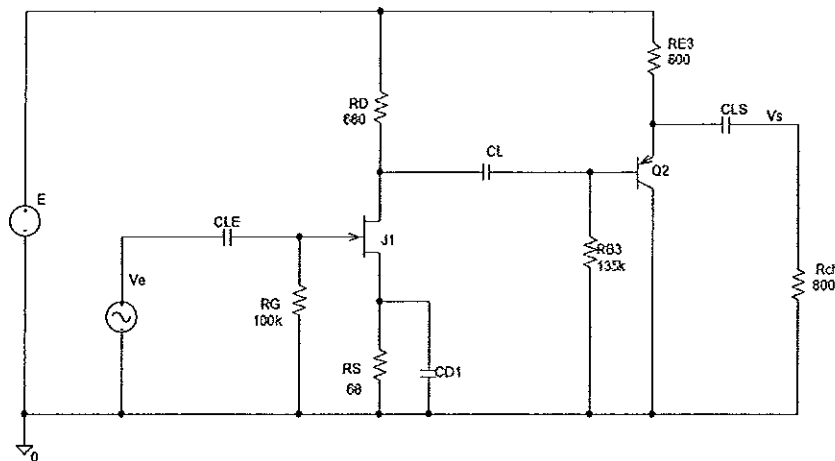 RE3
600
RD
680
CLS
Vs
CL
Q2
E
CLE
J1
RB3
135k
Ve
RG
100k
Rch
800
RS
68
CD1
0